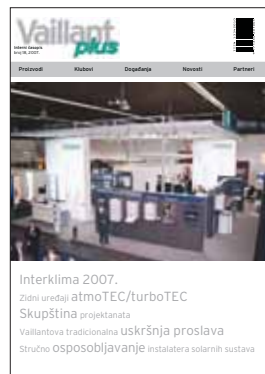 Vaillant
plus
Interni časopis
broj 18, 2007.
Proizvodi Klubovi Događanja Novosti Partneri
Interklima 2007.
Zidni uređaji atmoTEC/turboTEC
Skupština projektanata
Vaillantova tradicionalna uskršnja proslava
Stručno osposobljavanje instalatera solarnih sustava